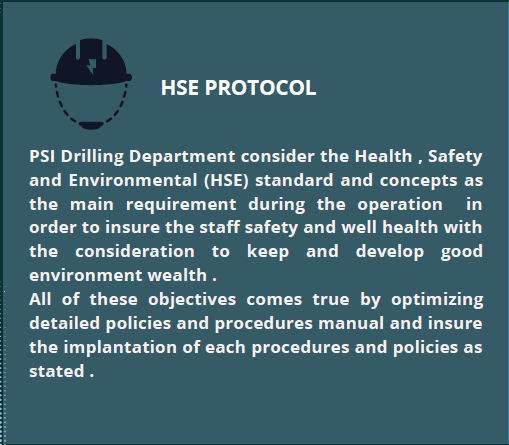 HSE PROTOCOL
PSI Drilling Department consider the Health , Safety
and Environmental (HSE) standard and concepts as
the main requirement during the operation in
order to insure the staff safety and well health with
the consideration to keep and develop good
environment wealth .
All of these objectives comes true by optimizing
detailed policies and procedures manual and insure
the implantation of each procedures and policies as
stated .